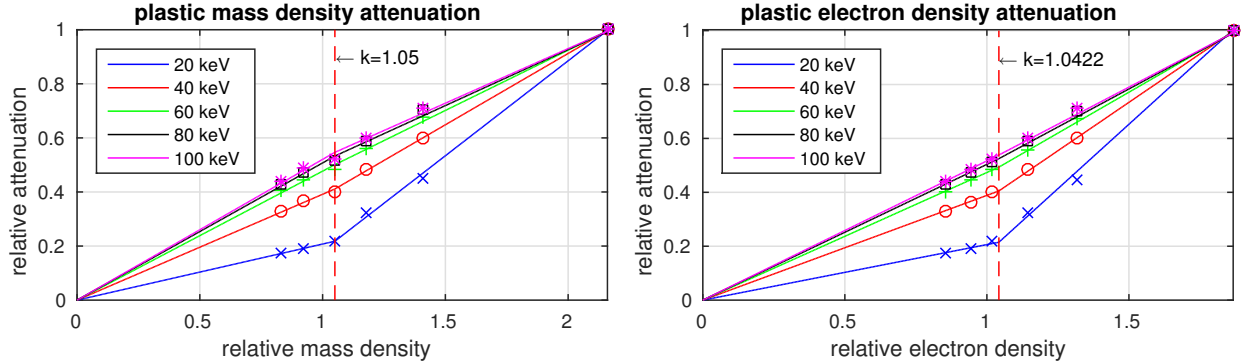 plastic mass density attenuation
1
0.8
0.6
0.4
0.2
0
0
0.5
1
1.5
2
relative attenuation
relative mass density
20 keV
40 keV
60 keV
80 keV
100 keV
← k=1.05
plastic electron density attenuation
1
0.8
0.6
0.4
0.2
0
0
0.5
1
1.5
relative attenuation
relative electron density
20 keV
40 keV
60 keV
80 keV
100 keV
← k=1.0422